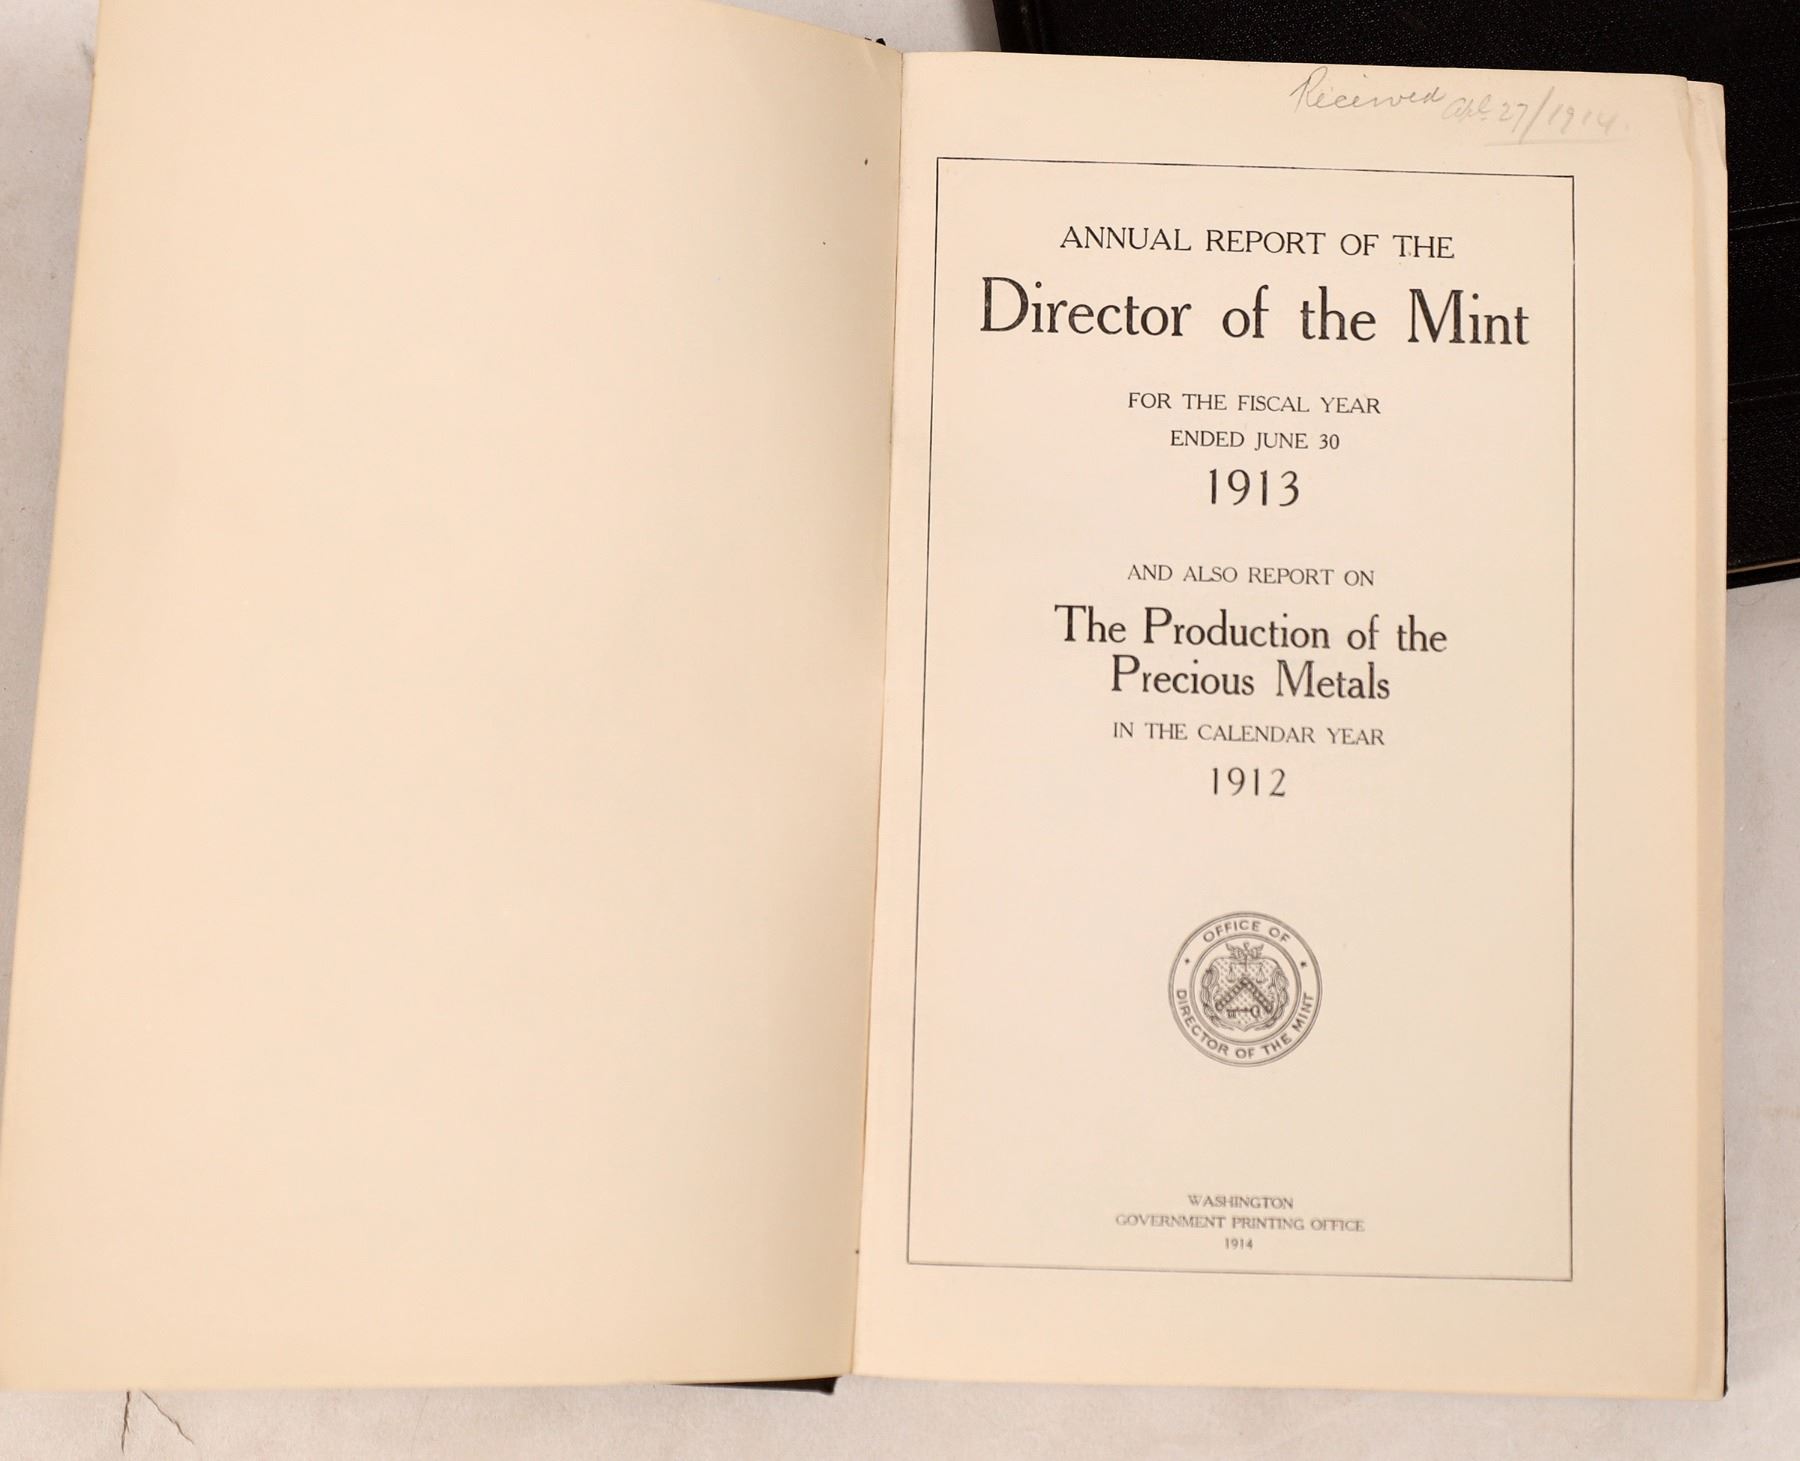 Received Apl. 27/1914.
ANNUAL REPORT OF THE
Director of the Mint
FOR THE FISCAL YEAR
ENDED JUNE 30
1913
AND ALSO REPORT ON
The Production of the
Precious Metals
IN THE CALENDAR YEAR
1912
OFFICE OF
DIRECTOR OF THE MINT
WASHINGTON
GOVERNMENT PRINTING OFFICE
1914